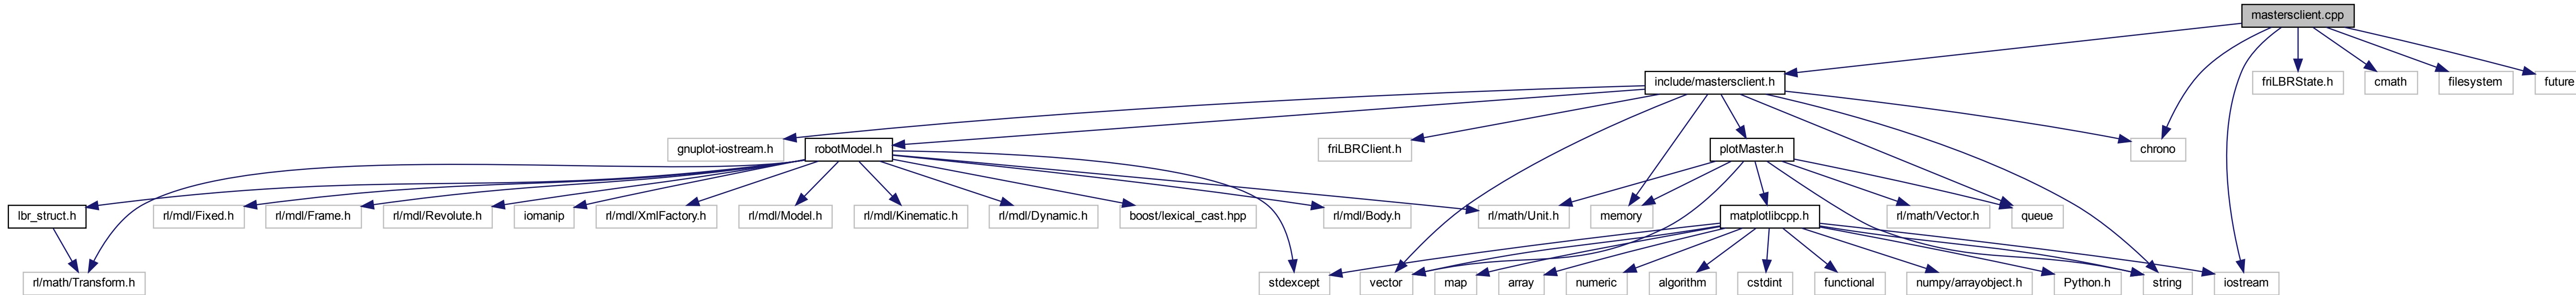 mastersclient.cpp
include/mastersclient.h
friLBRState.h
cmath
filesystem
future
gnuplot-iostream.h
robotModel.h
friLBRClient.h
plotMaster.h
chrono
lbr_struct.h
rl/mdl/Fixed.h
rl/mdl/Frame.h
rl/mdl/Revolute.h
iomanip
rl/mdl/XmlFactory.h
rl/mdl/Model.h
rl/mdl/Kinematic.h
rl/mdl/Dynamic.h
boost/lexical_cast.hpp
rl/mdl/Body.h
rl/math/Unit.h
memory
matplotlibcpp.h
rl/math/Vector.h
queue
rl/math/Transform.h
stdexcept
vector
map
array
numeric
algorithm
cstdint
functional
numpy/arrayobject.h
Python.h
string
iostream